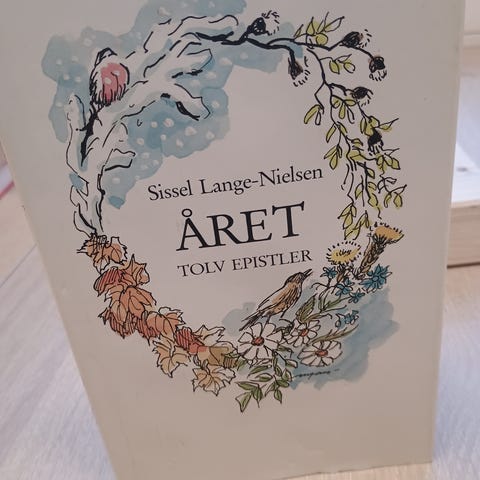 Sissel Lange-Nielsen
ÅRET
TOLV EPISTLER